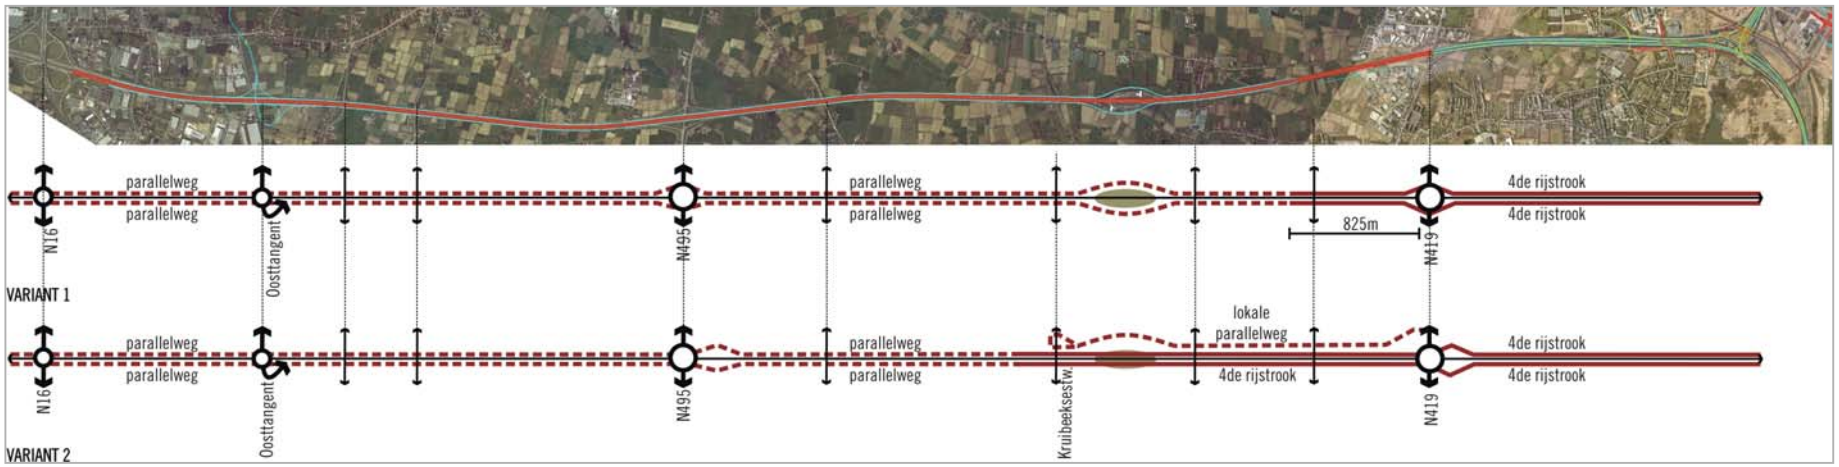 parallelweg
parallelweg
4de rijstrook
parallelweg
parallelweg
4de rijstrook
825m
N16
Oosttangent
N495
N419
VARIANT 1
lokale
parallelweg
parallelweg
parallelweg
4de rijstrook
parallelweg
parallelweg
4de rijstrook
4de rijstrook
N16
Oosttangent
N495
Kruibeeksestw.
N419
VARIANT 2